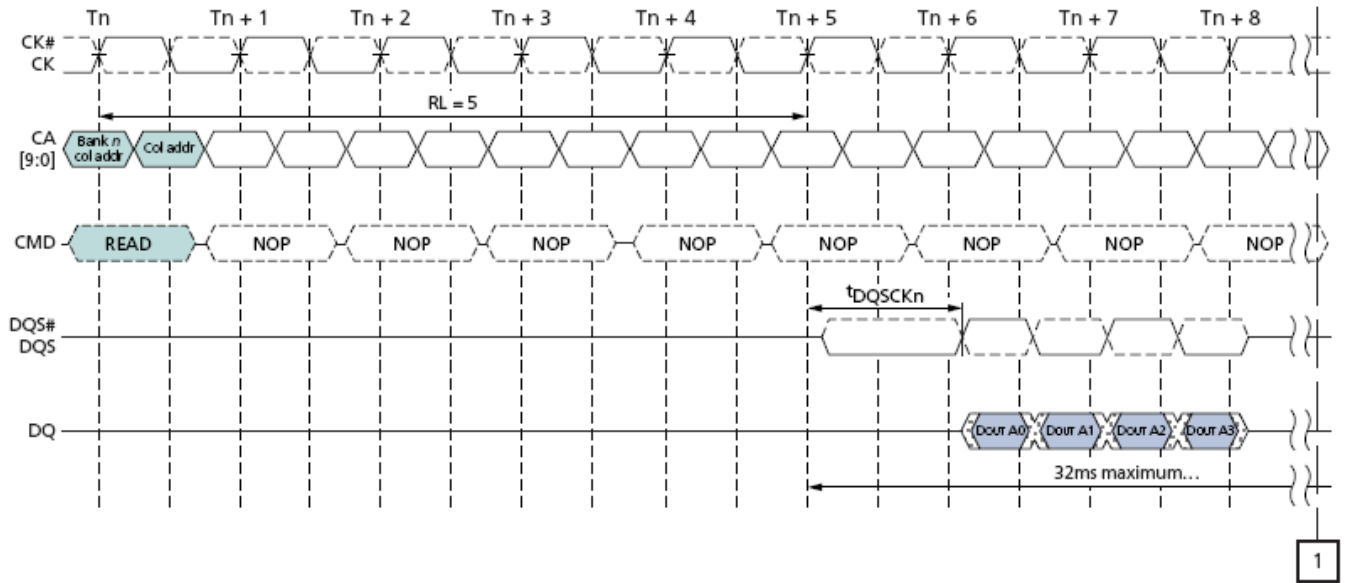 Tn Tn + 1 Tn + 2 Tn + 3 Tn + 4 Tn + 5 Tn + 6 Tn + 7 Tn + 8
CK#
CK
RL = 5
CA
[9:0]
Bank n
col addr
Col addr
CMD READ NOP NOP NOP NOP NOP NOP NOP NOP
tDQSCKn
DQS#
DQS
DQ DOUT A0 DOUT A1 DOUT A2 DOUT A3
32ms maximum…
1